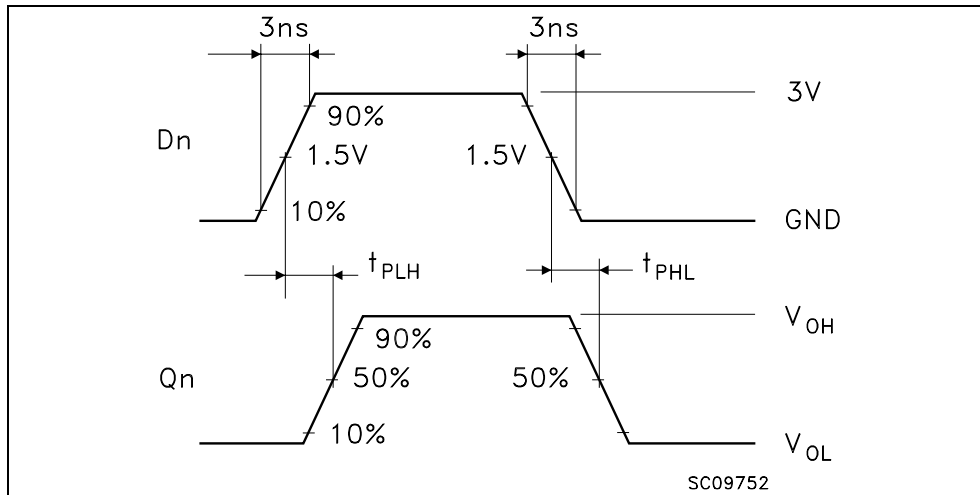 3ns 3ns
3V
90%
Dn
1.5V 1.5V
10%
GND
tPLH tPHL
VOH
90%
Qn
50% 50%
10%
VOL
SC09752